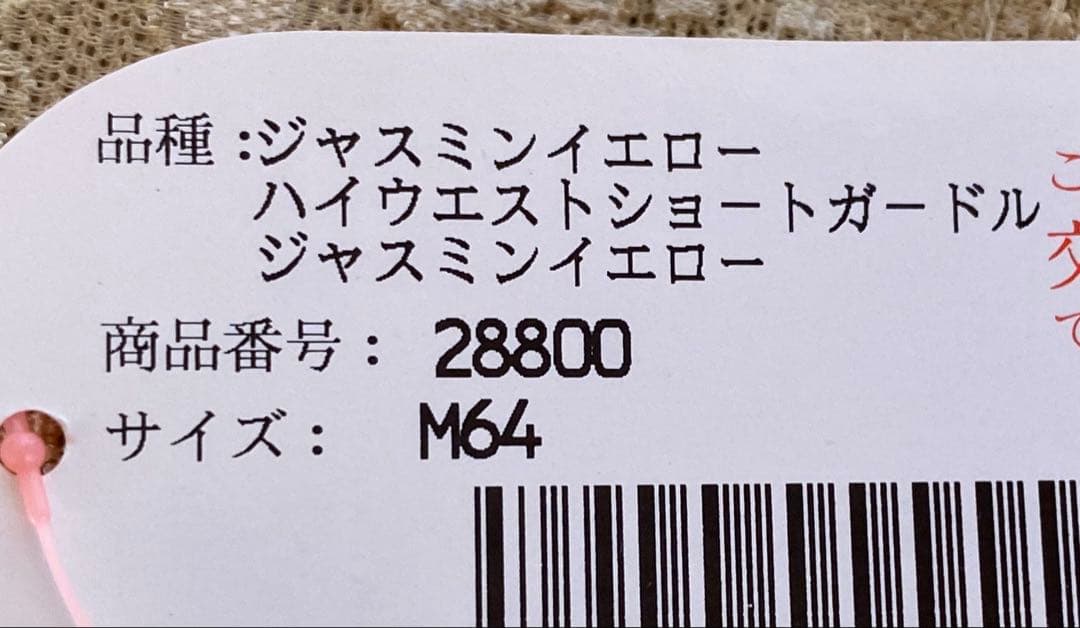 品種:ジャスミンイエロー
ハイウエストショートガードル
ジャスミンイエロー
商品番号: 28800
サイズ: M64